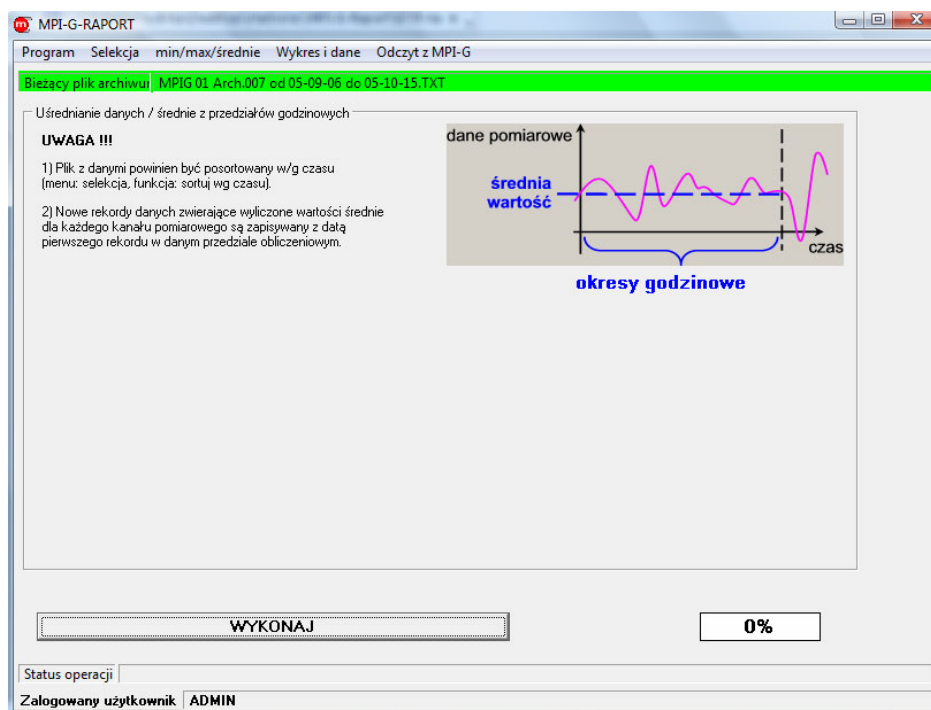 MPI-G-RAPORT
Program Selekcja min/max/średnie Wykres i dane Odczyt z MPI-G
Bieżący plik archiwum MPIG 01 Arch.007 od 05-09-06 do 05-10-15.TXT
Uśrednianie danych / średnie z przedziałów godzinowych
UWAGA !!!
1) Plik z danymi powinien być posortowany w/g czasu
(menu: selekcja, funkcja: sortuj wg czasu).
2) Nowe rekordy danych zwierające wyliczone wartości średnie
dla każdego kanału pomiarowego są zapisywany z datą
pierwszego rekordu w danym przedziale obliczeniowym.
dane pomiarowe
średnia
wartość
czas
okresy godzinowe
WYKONAJ
0%
Status operacji
Zalogowany użytkownik ADMIN